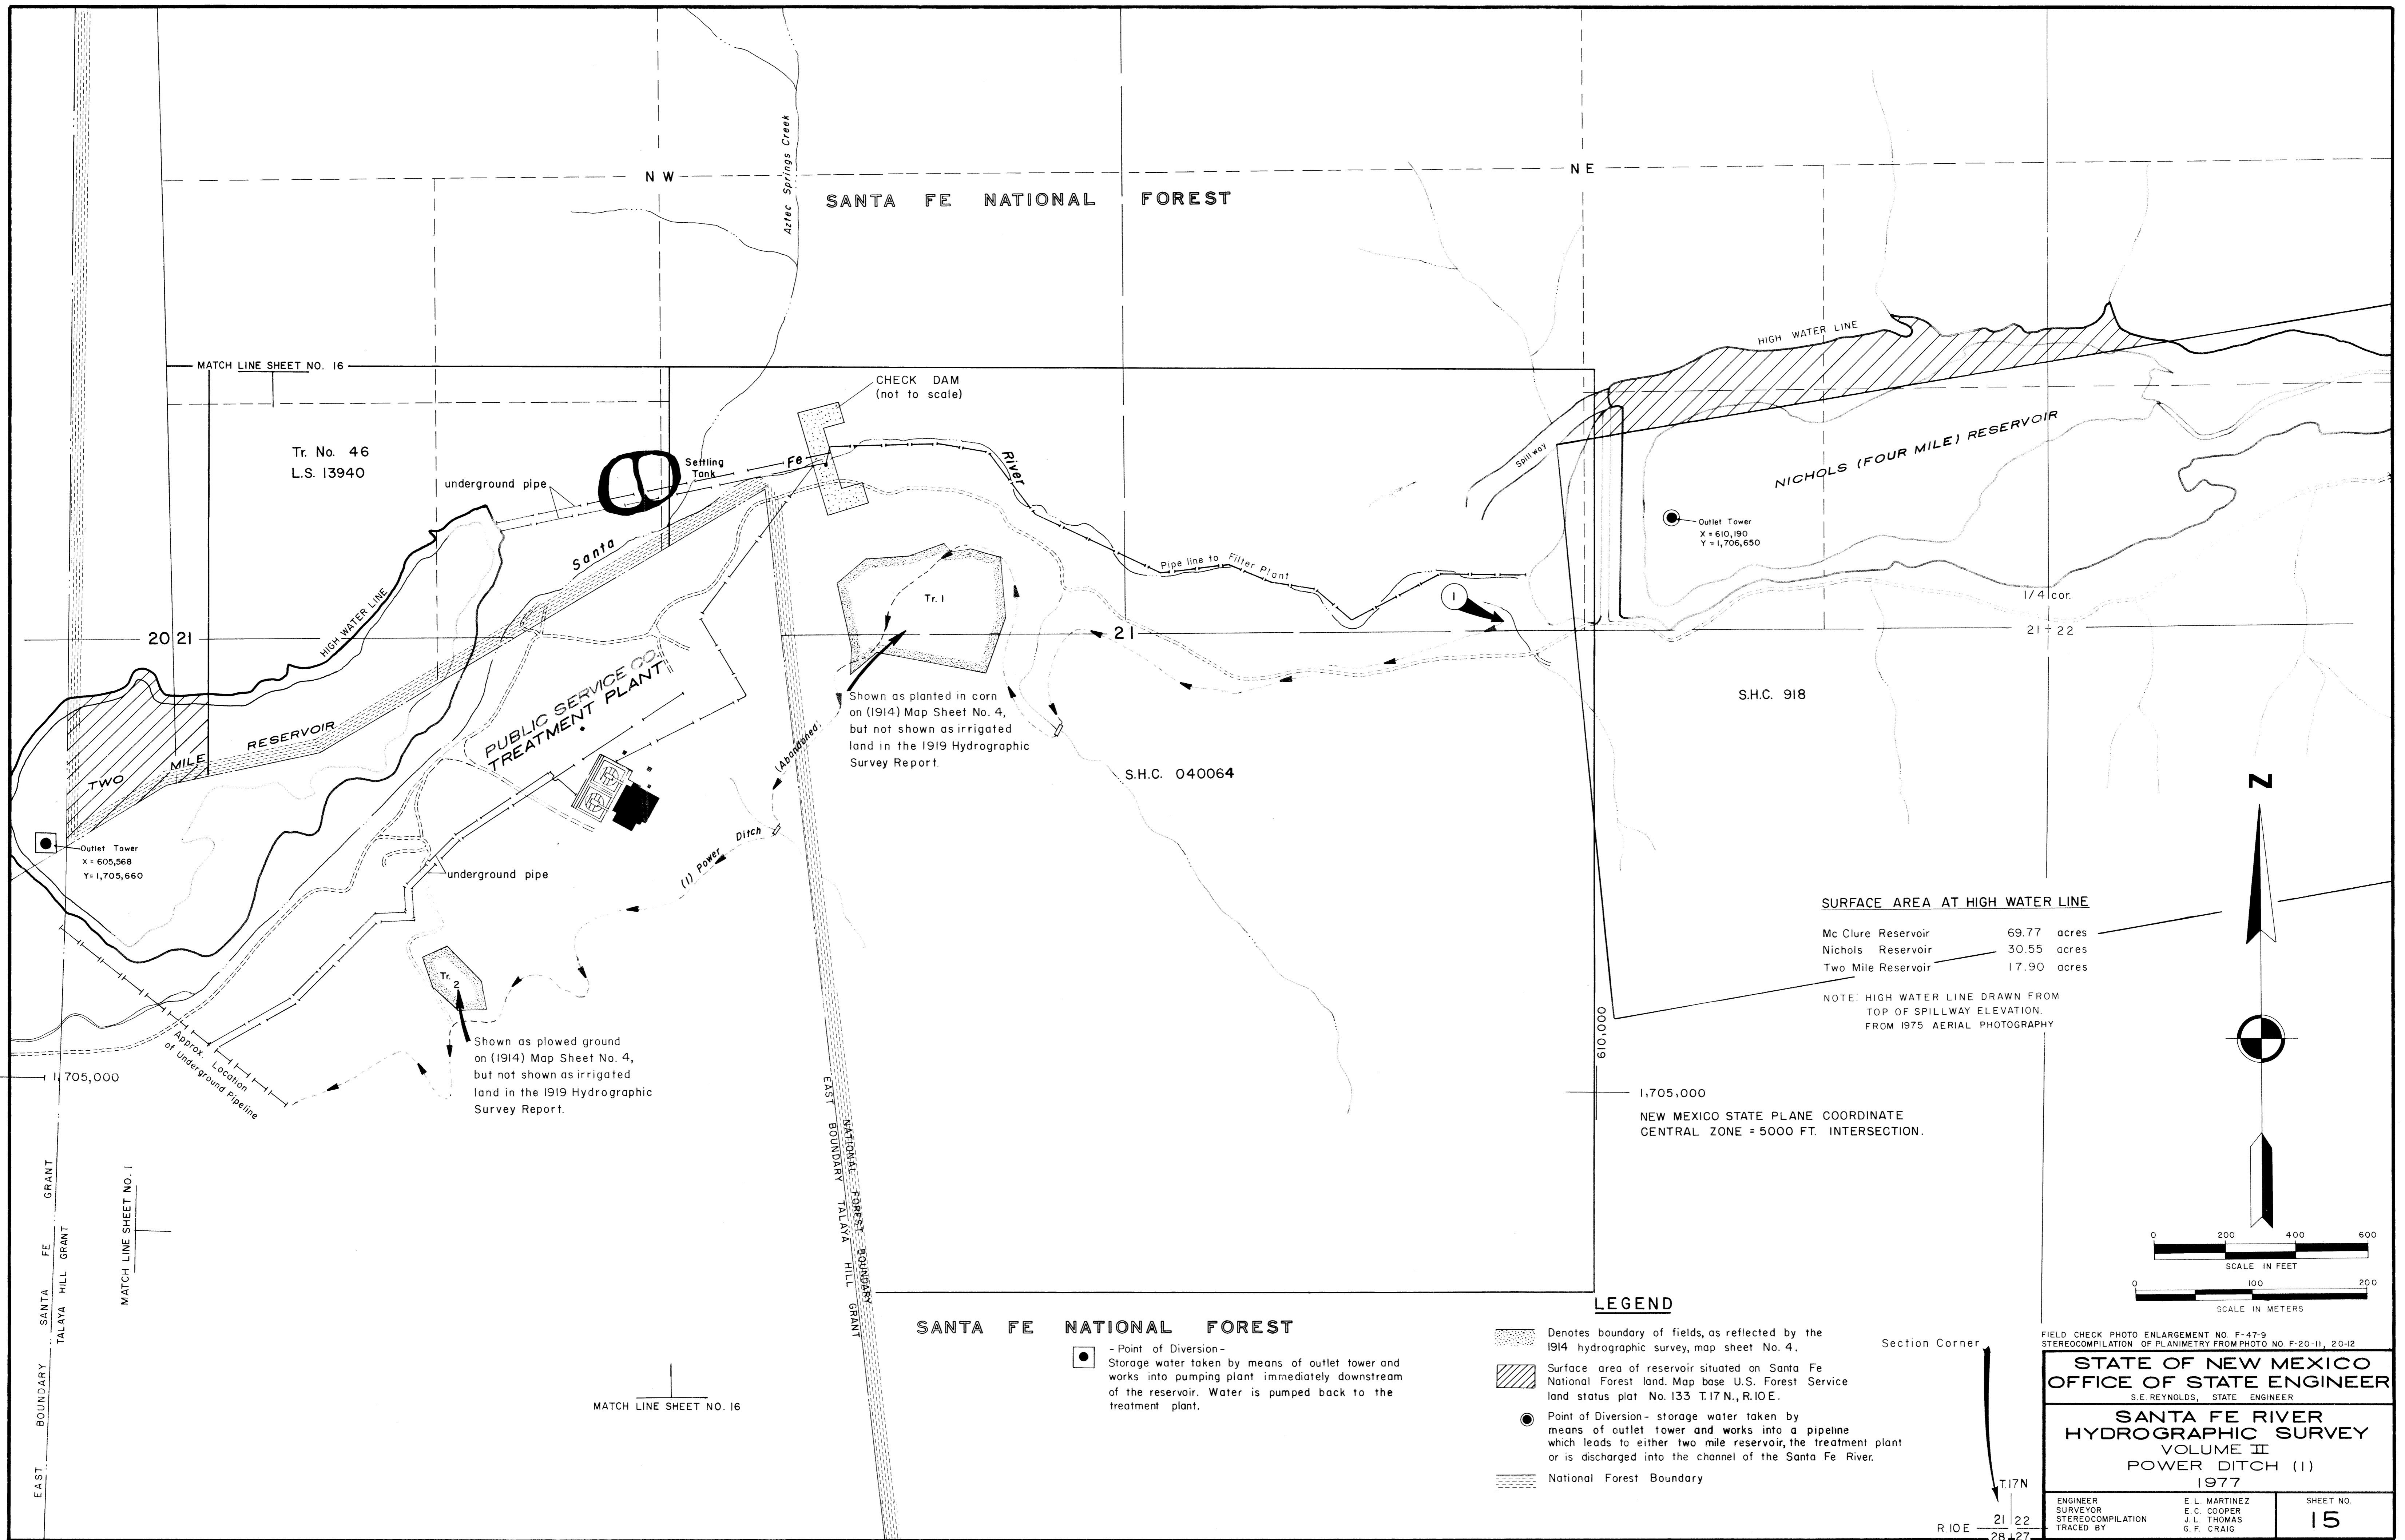 Aztec Springs Creek
N W
N E
SANTA FE NATIONAL FOREST
MATCH LINE SHEET NO. 16
HIGH WATER LINE
CHECK DAM
(not to scale)
Tr. No. 46
L.S. 13940
underground pipe
Settling
Tank
Santa Fe River
Spillway
NICHOLS (FOUR MILE) RESERVOIR
Outlet Tower
X = 610,190
Y = 1,706,650
Pipe line to Filter Plant
1
1/4 cor.
Tr. 1
20 21
21
21 22
HIGH WATER LINE
S.H.C. 918
PUBLIC SERVICE CO.
TREATMENT PLANT
Shown as planted in corn
on (1914) Map Sheet No. 4,
but not shown as irrigated
land in the 1919 Hydrographic
Survey Report.
TWO MILE RESERVOIR
(Abandoned)
S.H.C. 040064
N
(1) Power Ditch
Outlet Tower
X = 605,568
Y = 1,705,660
underground pipe
SURFACE AREA AT HIGH WATER LINE
Mc Clure Reservoir 69.77 acres
Nichols Reservoir 30.55 acres
Two Mile Reservoir 17.90 acres
NOTE: HIGH WATER LINE DRAWN FROM
TOP OF SPILLWAY ELEVATION.
FROM 1975 AERIAL PHOTOGRAPHY
Tr.
2
Shown as plowed ground
on (1914) Map Sheet No. 4,
but not shown as irrigated
land in the 1919 Hydrographic
Survey Report.
Approx. Location
of Underground Pipeline
1,705,000
610,000
1,705,000
NEW MEXICO STATE PLANE COORDINATE
CENTRAL ZONE = 5000 FT. INTERSECTION.
EAST BOUNDARY SANTA FE GRANT
TALAYA HILL GRANT
MATCH LINE SHEET NO. 1
NATIONAL FOREST BOUNDARY
EAST BOUNDARY TALAYA HILL GRANT
0 200 400 600
SCALE IN FEET
0 100 200
SCALE IN METERS
SANTA FE NATIONAL FOREST
- Point of Diversion -
Storage water taken by means of outlet tower and
works into pumping plant immediately downstream
of the reservoir. Water is pumped back to the
treatment plant.
MATCH LINE SHEET NO. 16
LEGEND
Denotes boundary of fields, as reflected by the
1914 hydrographic survey, map sheet No. 4.
Surface area of reservoir situated on Santa Fe
National Forest land. Map base U.S. Forest Service
land status plat No. 133 T.17 N., R.10 E.
Point of Diversion - storage water taken by
means of outlet tower and works into a pipeline
which leads to either two mile reservoir, the treatment plant
or is discharged into the channel of the Santa Fe River.
National Forest Boundary
Section Corner
T.17N
R.10E
21 22
28 27
FIELD CHECK PHOTO ENLARGEMENT NO. F-47-9
STEREOCOMPILATION OF PLANIMETRY FROM PHOTO NO. F-20-11, 20-12
STATE OF NEW MEXICO
OFFICE OF STATE ENGINEER
S.E. REYNOLDS, STATE ENGINEER
SANTA FE RIVER
HYDROGRAPHIC SURVEY
VOLUME II
POWER DITCH (1)
1977
ENGINEER E. L. MARTINEZ
SURVEYOR E. C. COOPER
STEREOCOMPILATION J. L. THOMAS
TRACED BY G. F. CRAIG
SHEET NO.
15